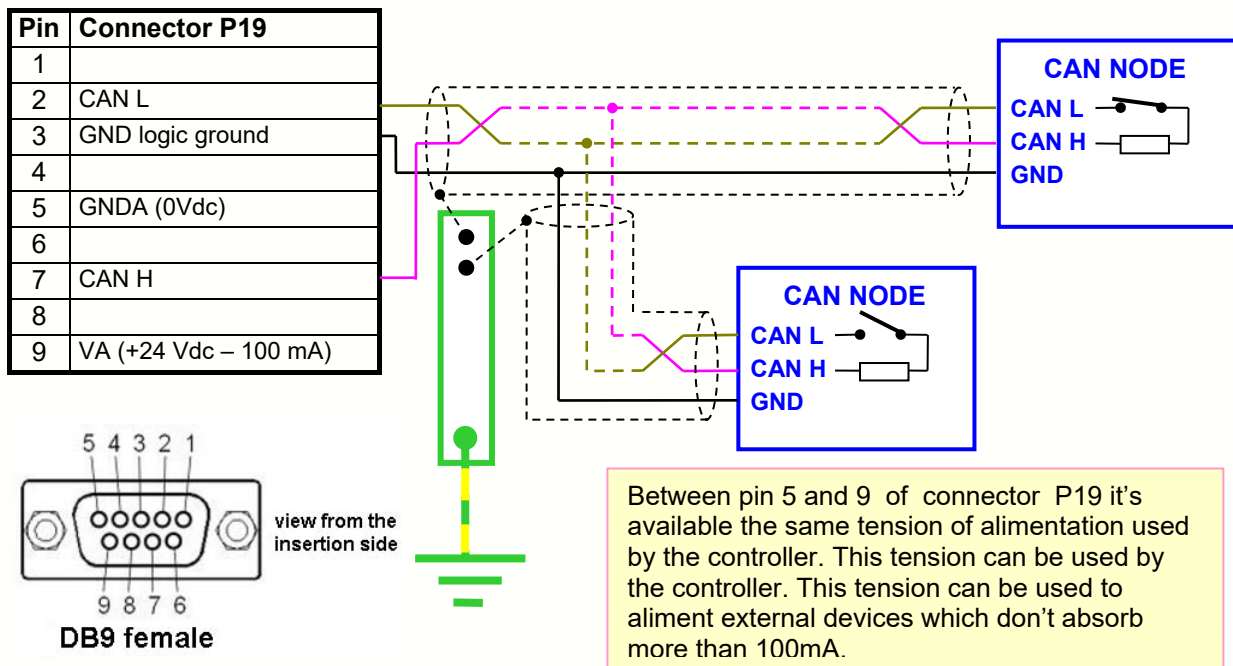 Pin Connector P19
1
2 CAN L
3 GND logic ground
4
5 GNDA (0Vdc)
6
7 CAN H
8
9 VA (+24 Vdc – 100 mA)
CAN NODE
CAN L
CAN H
GND
CAN NODE
CAN L
CAN H
GND
5 4 3 2 1
view from the
insertion side
9 8 7 6
DB9 female
Between pin 5 and 9 of connector P19 it's
available the same tension of alimentation used
by the controller. This tension can be used by
the controller. This tension can be used to
aliment external devices which don't absorb
more than 100mA.